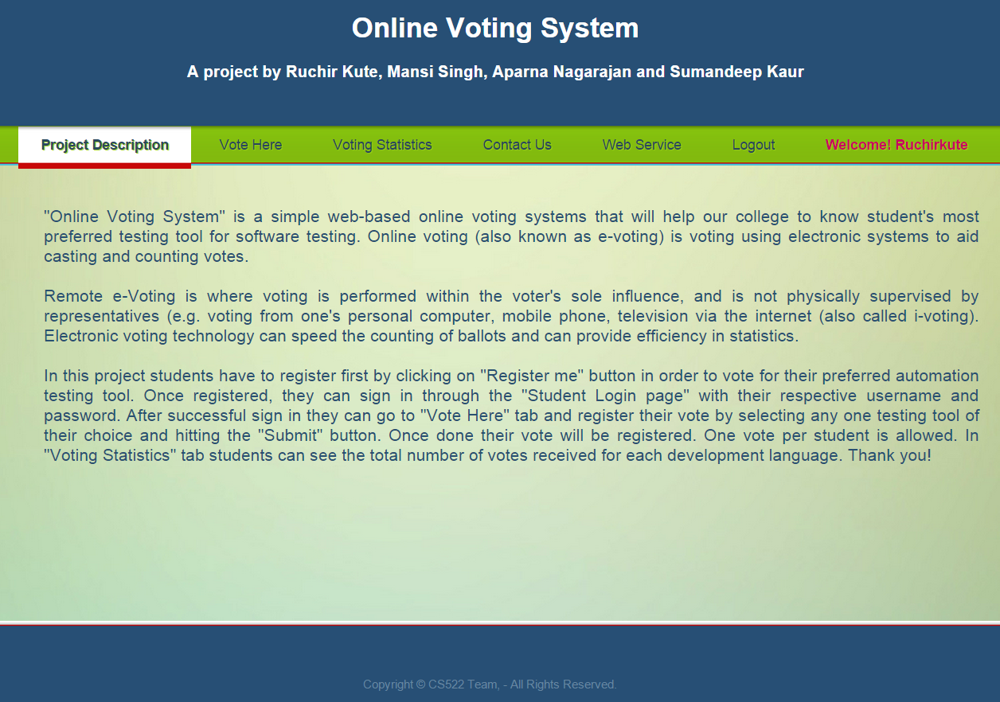 Online Voting System
A project by Ruchir Kute, Mansi Singh, Aparna Nagarajan and Sumandeep Kaur
Project Description Vote Here Voting Statistics Contact Us Web Service Logout Welcome! Ruchirkute
"Online Voting System" is a simple web-based online voting systems that will help our college to know student's most
preferred testing tool for software testing. Online voting (also known as e-voting) is voting using electronic systems to aid
casting and counting votes.
Remote e-Voting is where voting is performed within the voter's sole influence, and is not physically supervised by
representatives (e.g. voting from one's personal computer, mobile phone, television via the internet (also called i-voting).
Electronic voting technology can speed the counting of ballots and can provide efficiency in statistics.
In this project students have to register first by clicking on "Register me" button in order to vote for their preferred automation
testing tool. Once registered, they can sign in through the "Student Login page" with their respective username and
password. After successful sign in they can go to "Vote Here" tab and register their vote by selecting any one testing tool of
their choice and hitting the "Submit" button. Once done their vote will be registered. One vote per student is allowed. In
"Voting Statistics" tab students can see the total number of votes received for each development language. Thank you!
Copyright © CS522 Team, - All Rights Reserved.